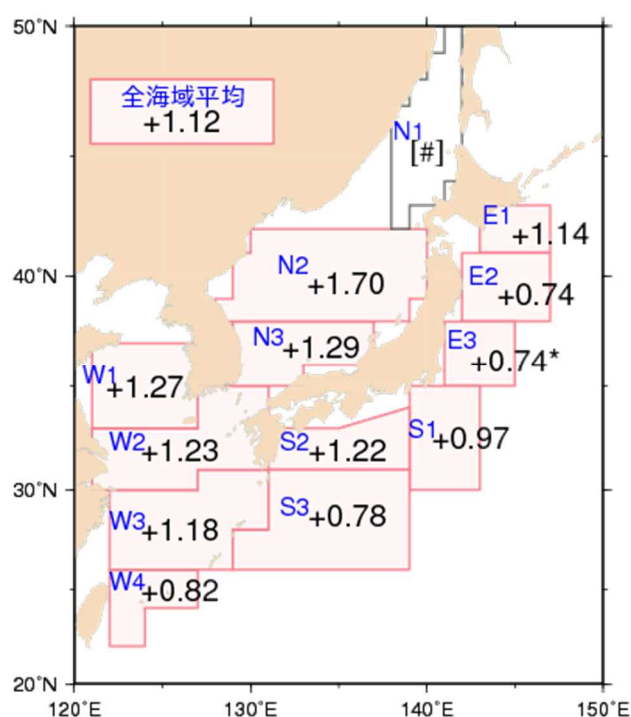 50°N
全海域平均
+1.12
N1
[#]
E1
+1.14
N2
+1.70
E2
+0.74
40°N
N3
+1.29
E3
+0.74*
W1
+1.27
W2
+1.23
S2
+1.22
S1
+0.97
30°N
W3
+1.18
S3
+0.78
W4
+0.82
20°N
120°E
130°E
140°E
150°E